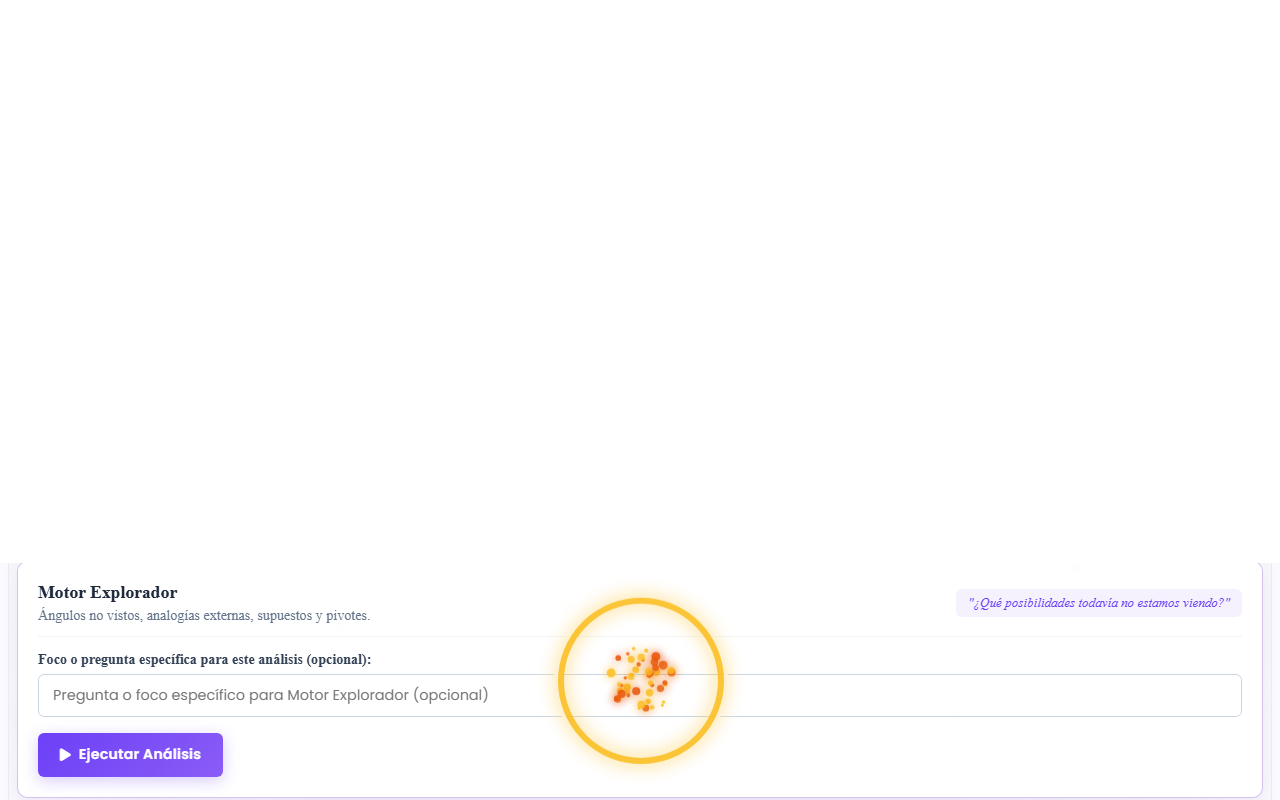 Motor Explorador
Ángulos no vistos, analogías externas, supuestos y pivotes.
"¿Qué posibilidades todavía no estamos viendo?"
Foco o pregunta específica para este análisis (opcional):
Pregunta o foco específico para Motor Explorador (opcional)
Ejecutar Análisis